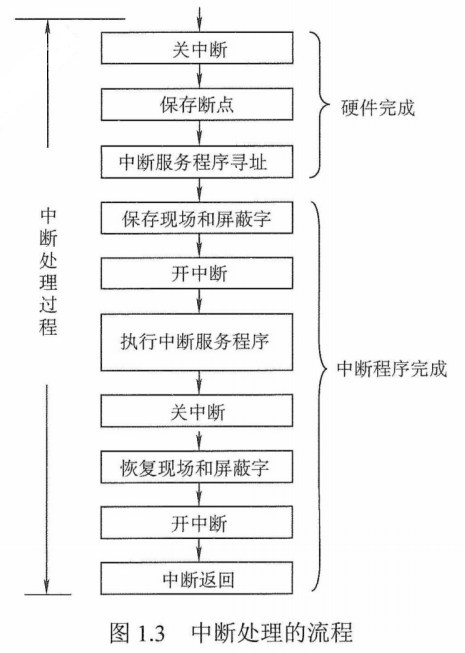 关中断
保存断点
硬件完成
中断服务程序寻址
保存现场和屏蔽字
中断处理过程
开中断
执行中断服务程序
中断程序完成
关中断
恢复现场和屏蔽字
开中断
中断返回
图 1.3 中断处理的流程